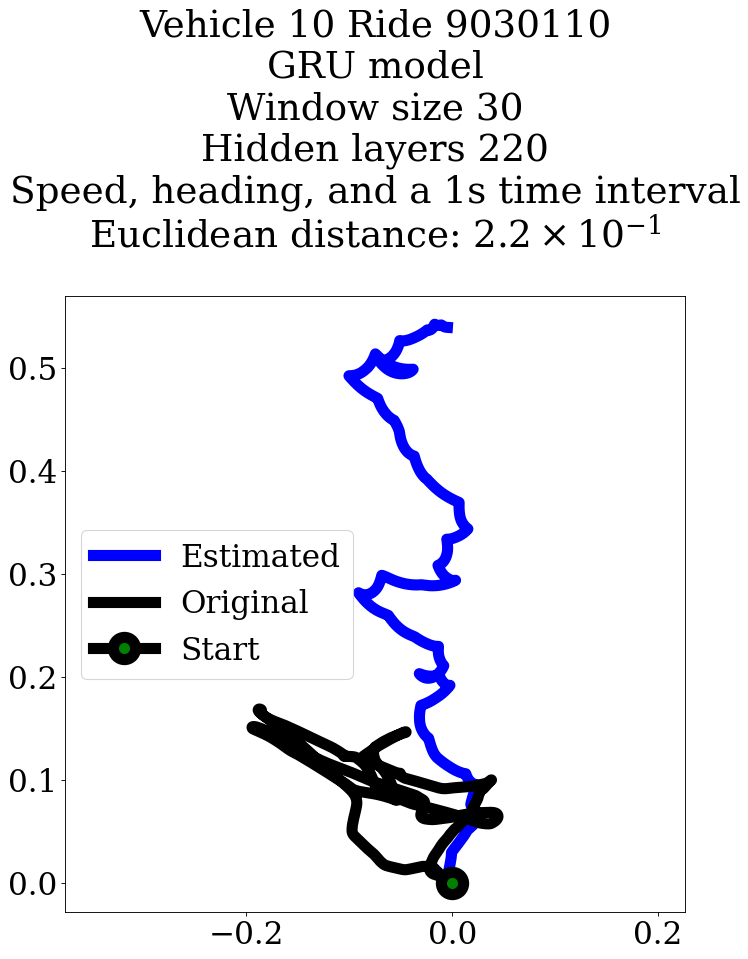 Vehicle 10 Ride 9030110
GRU model
Window size 30
Hidden layers 220
Speed, heading, and a 1s time interval
Euclidean distance: 2.2 × 10⁻¹
0.5
0.4
0.3
0.2
0.1
0.0
Estimated
Original
Start
−0.2
0.0
0.2